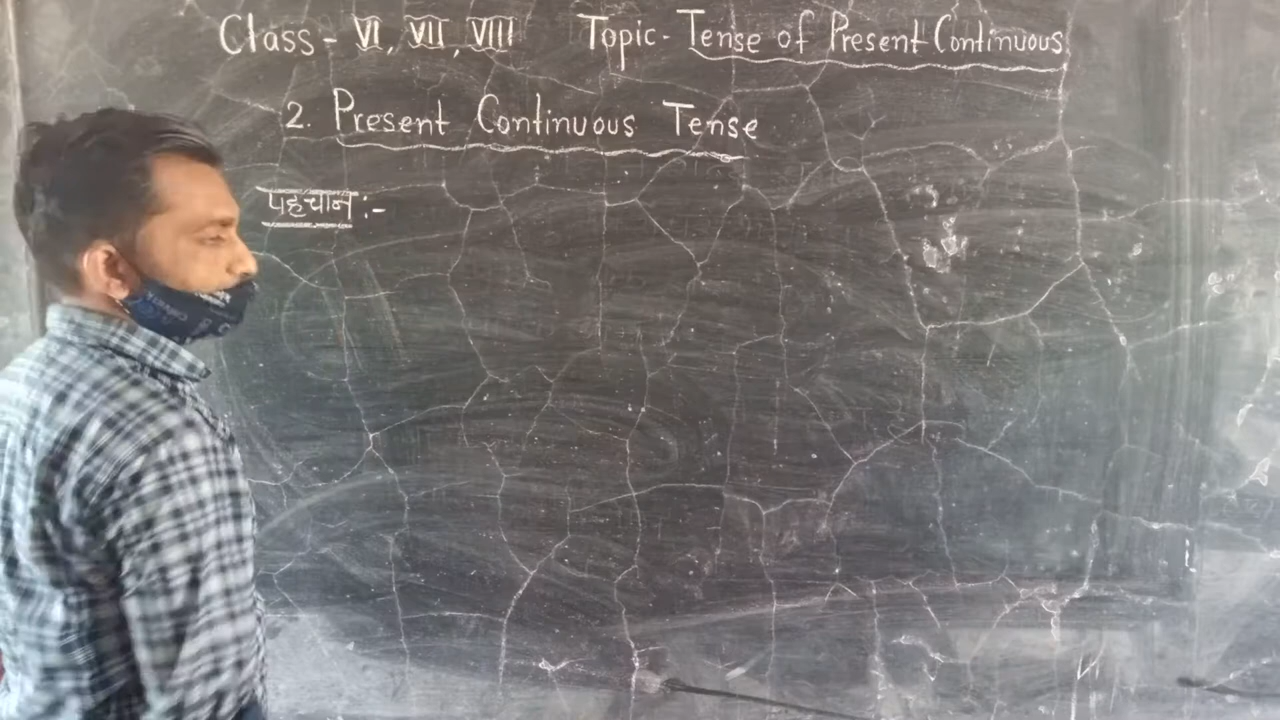 Class - VI, VII, VIII Topic - Tense of Present Continuous
2. Present Continuous Tense
पहचान :-